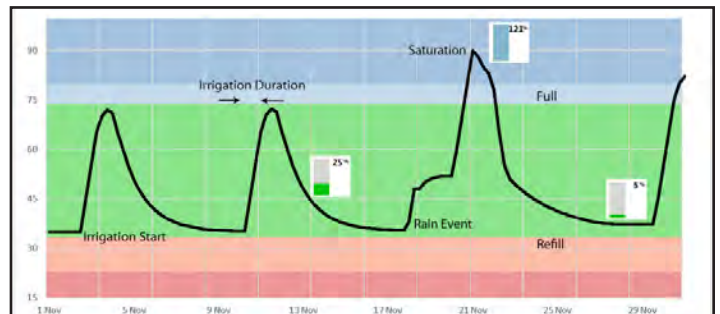 90
Saturation
121%
Irrigation Duration
Full
75
60
25%
45
5%
Irrigation Start
Rain Event
Refill
30
15
1 Nov 5 Nov 9 Nov 13 Nov 17 Nov 21 Nov 25 Nov 29 Nov